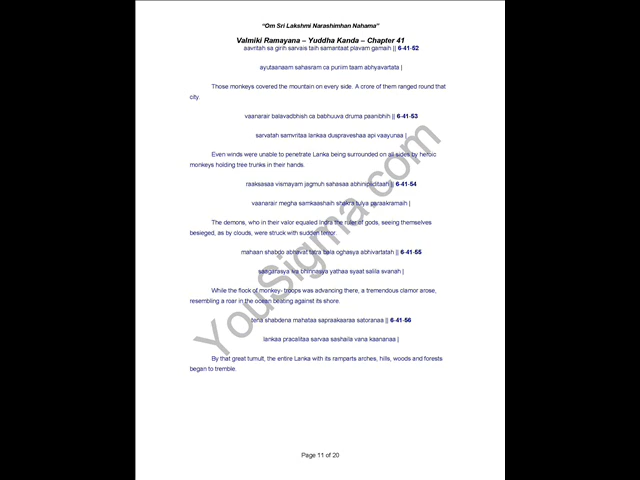 “Om Sri Lakshmi Narashimhan Nahama”
Valmiki Ramayana – Yuddha Kanda – Chapter 41
aavritah sa girih sarvais taih samantaat plavam gamaih || 6-41-52
ayutaanaam sahasram ca puriim taam abhyavartata |
Those monkeys covered the mountain on every side. A crore of them ranged round that
city.
vaanarair balavadbhish ca babhuuva druma paanibhih || 6-41-53
sarvatah samvritaa lankaa duspraveshaa api vaayunaa |
Even winds were unable to penetrate Lanka being surrounded on all sides by heroic
monkeys holding tree trunks in their hands.
raaksasaa vismayam jagmuh sahasaa abhinipiiditaah || 6-41-54
vaanarair megha samkaashaih shakra tulya paraakramaih |
The demons, who in their valor equaled Indra the ruler of gods, seeing themselves
besieged, as by clouds, were struck with sudden terror.
mahaan shabdo abhavat tatra bala oghasya abhivartatah || 6-41-55
saagarasya iva bhinnasya yathaa syaat salila svanah |
While the flock of monkey- troops was advancing there, a tremendous clamor arose,
resembling a roar in the ocean beating against its shore.
tena shabdena mahataa sapraakaaraa satoranaa || 6-41-56
lankaa pracalitaa sarvaa sashaila vana kaananaa |
By that great tumult, the entire Lanka with its ramparts arches, hills, woods and forests
began to tremble.
YouSigma.com
Page 11 of 20